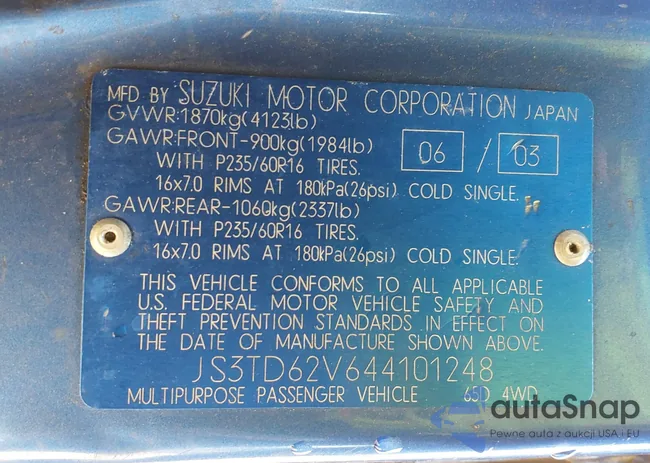 MFD BY SUZUKI MOTOR CORPORATION JAPAN
GVWR:1870kg(4123lb)
GAWR:FRONT-900kg(1984lb)
06 / 03
WITH P235/60R16 TIRES.
16x7.0 RIMS AT 180kPa(26psi) COLD SINGLE.
GAWR:REAR-1060kg(2337lb)
WITH P235/60R16 TIRES.
16x7.0 RIMS AT 180kPa(26psi) COLD SINGLE.
THIS VEHICLE CONFORMS TO ALL APPLICABLE
U.S. FEDERAL MOTOR VEHICLE SAFETY AND
THEFT PREVENTION STANDARDS IN EFFECT ON
THE DATE OF MANUFACTURE SHOWN ABOVE.
JS3TD62V644101248
MULTIPURPOSE PASSENGER VEHICLE 65D 4WD
autaSnap
Pewne auta z aukcji USA i EU